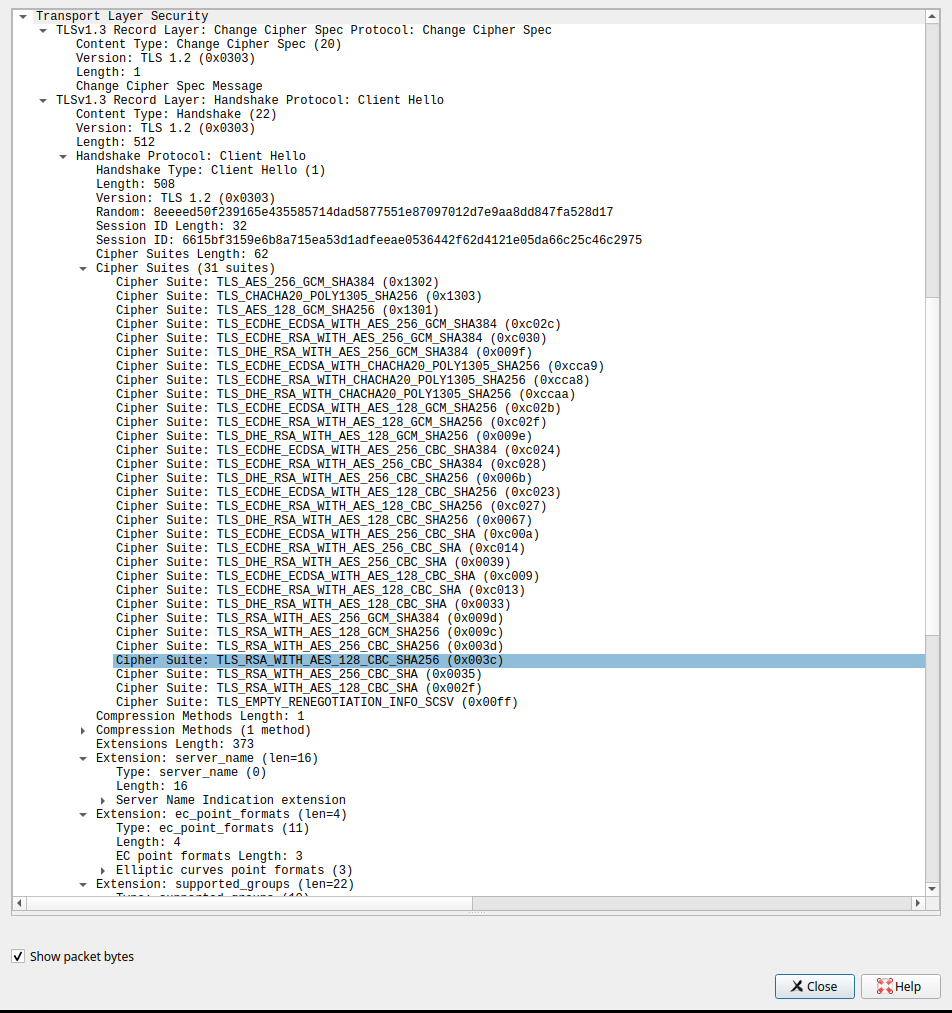 Transport Layer Security
TLSv1.3 Record Layer: Change Cipher Spec Protocol: Change Cipher Spec
Content Type: Change Cipher Spec (20)
Version: TLS 1.2 (0x0303)
Length: 1
Change Cipher Spec Message
TLSv1.3 Record Layer: Handshake Protocol: Client Hello
Content Type: Handshake (22)
Version: TLS 1.2 (0x0303)
Length: 512
Handshake Protocol: Client Hello
Handshake Type: Client Hello (1)
Length: 508
Version: TLS 1.2 (0x0303)
Random: 8eeeed50f239165e435585714dad5877551e87097012d7e9aa8dd847fa528d17
Session ID Length: 32
Session ID: 6615bf3159e6b8a715ea53d1adfeeae0536442f62d4121e05da66c25c46c2975
Cipher Suites Length: 62
Cipher Suites (31 suites)
Cipher Suite: TLS_AES_256_GCM_SHA384 (0x1302)
Cipher Suite: TLS_CHACHA20_POLY1305_SHA256 (0x1303)
Cipher Suite: TLS_AES_128_GCM_SHA256 (0x1301)
Cipher Suite: TLS_ECDHE_ECDSA_WITH_AES_256_GCM_SHA384 (0xc02c)
Cipher Suite: TLS_ECDHE_RSA_WITH_AES_256_GCM_SHA384 (0xc030)
Cipher Suite: TLS_DHE_RSA_WITH_AES_256_GCM_SHA384 (0x009f)
Cipher Suite: TLS_ECDHE_ECDSA_WITH_CHACHA20_POLY1305_SHA256 (0xcca9)
Cipher Suite: TLS_ECDHE_RSA_WITH_CHACHA20_POLY1305_SHA256 (0xcca8)
Cipher Suite: TLS_DHE_RSA_WITH_CHACHA20_POLY1305_SHA256 (0xccaa)
Cipher Suite: TLS_ECDHE_ECDSA_WITH_AES_128_GCM_SHA256 (0xc02b)
Cipher Suite: TLS_ECDHE_RSA_WITH_AES_128_GCM_SHA256 (0xc02f)
Cipher Suite: TLS_DHE_RSA_WITH_AES_128_GCM_SHA256 (0x009e)
Cipher Suite: TLS_ECDHE_ECDSA_WITH_AES_256_CBC_SHA384 (0xc024)
Cipher Suite: TLS_ECDHE_RSA_WITH_AES_256_CBC_SHA384 (0xc028)
Cipher Suite: TLS_DHE_RSA_WITH_AES_256_CBC_SHA256 (0x006b)
Cipher Suite: TLS_ECDHE_ECDSA_WITH_AES_128_CBC_SHA256 (0xc023)
Cipher Suite: TLS_ECDHE_RSA_WITH_AES_128_CBC_SHA256 (0xc027)
Cipher Suite: TLS_DHE_RSA_WITH_AES_128_CBC_SHA256 (0x0067)
Cipher Suite: TLS_ECDHE_ECDSA_WITH_AES_256_CBC_SHA (0xc00a)
Cipher Suite: TLS_ECDHE_RSA_WITH_AES_256_CBC_SHA (0xc014)
Cipher Suite: TLS_DHE_RSA_WITH_AES_256_CBC_SHA (0x0039)
Cipher Suite: TLS_ECDHE_ECDSA_WITH_AES_128_CBC_SHA (0xc009)
Cipher Suite: TLS_ECDHE_RSA_WITH_AES_128_CBC_SHA (0xc013)
Cipher Suite: TLS_DHE_RSA_WITH_AES_128_CBC_SHA (0x0033)
Cipher Suite: TLS_RSA_WITH_AES_256_GCM_SHA384 (0x009d)
Cipher Suite: TLS_RSA_WITH_AES_128_GCM_SHA256 (0x009c)
Cipher Suite: TLS_RSA_WITH_AES_256_CBC_SHA256 (0x003d)
Cipher Suite: TLS_RSA_WITH_AES_128_CBC_SHA256 (0x003c)
Cipher Suite: TLS_RSA_WITH_AES_256_CBC_SHA (0x0035)
Cipher Suite: TLS_RSA_WITH_AES_128_CBC_SHA (0x002f)
Cipher Suite: TLS_EMPTY_RENEGOTIATION_INFO_SCSV (0x00ff)
Compression Methods Length: 1
Compression Methods (1 method)
Extensions Length: 373
Extension: server_name (len=16)
Type: server_name (0)
Length: 16
Server Name Indication extension
Extension: ec_point_formats (len=4)
Type: ec_point_formats (11)
Length: 4
EC point formats Length: 3
Elliptic curves point formats (3)
Extension: supported_groups (len=22)
Show packet bytes
Close
Help